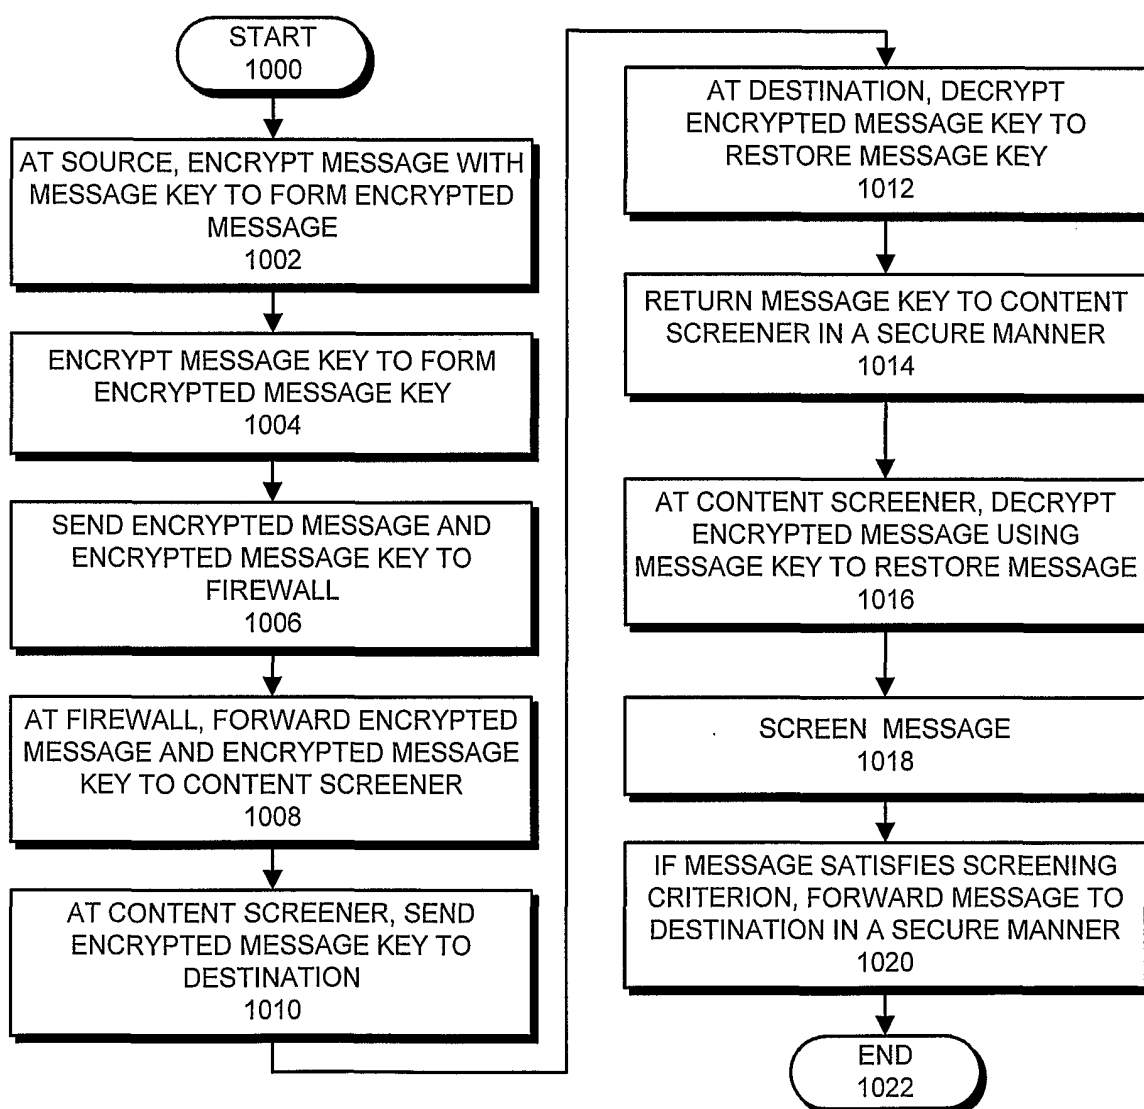 START
1000
AT SOURCE, ENCRYPT MESSAGE WITH
MESSAGE KEY TO FORM ENCRYPTED
MESSAGE
1002
ENCRYPT MESSAGE KEY TO FORM
ENCRYPTED MESSAGE KEY
1004
SEND ENCRYPTED MESSAGE AND
ENCRYPTED MESSAGE KEY TO
FIREWALL
1006
AT FIREWALL, FORWARD ENCRYPTED
MESSAGE AND ENCRYPTED MESSAGE
KEY TO CONTENT SCREENER
1008
AT CONTENT SCREENER, SEND
ENCRYPTED MESSAGE KEY TO
DESTINATION
1010
AT DESTINATION, DECRYPT
ENCRYPTED MESSAGE KEY TO
RESTORE MESSAGE KEY
1012
RETURN MESSAGE KEY TO CONTENT
SCREENER IN A SECURE MANNER
1014
AT CONTENT SCREENER, DECRYPT
ENCRYPTED MESSAGE USING
MESSAGE KEY TO RESTORE MESSAGE
1016
SCREEN MESSAGE
1018
IF MESSAGE SATISFIES SCREENING
CRITERION, FORWARD MESSAGE TO
DESTINATION IN A SECURE MANNER
1020
END
1022